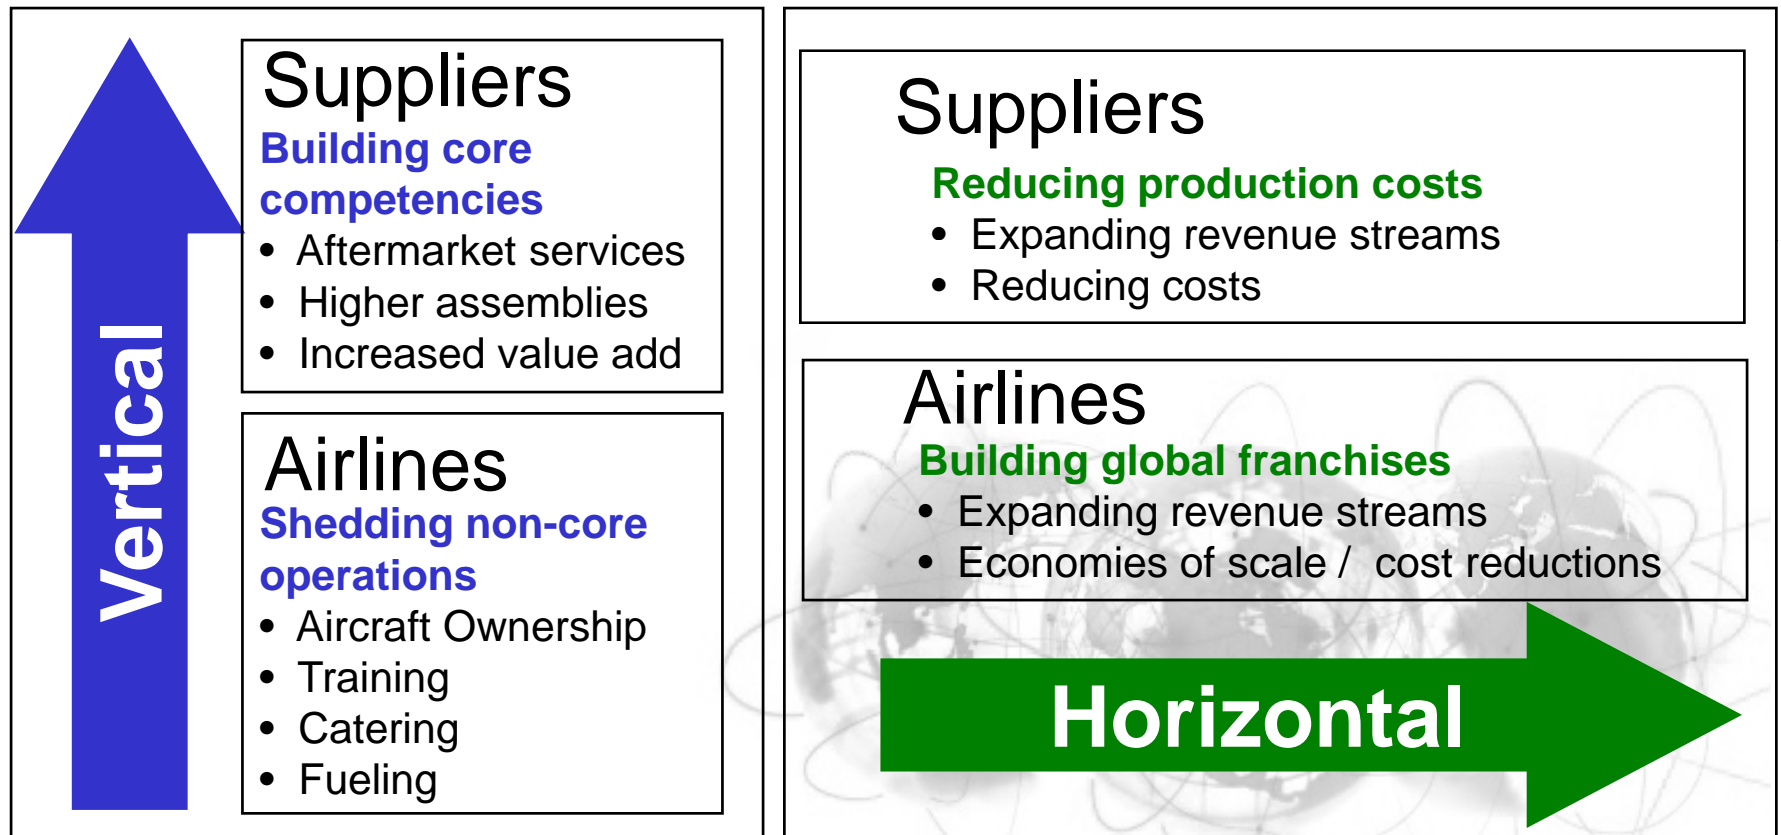 Vertical
Suppliers
Building core
competencies
• Aftermarket services
• Higher assemblies
• Increased value add
Airlines
Shedding non-core
operations
• Aircraft Ownership
• Training
• Catering
• Fueling
Suppliers
Reducing production costs
• Expanding revenue streams
• Reducing costs
Airlines
Building global franchises
• Expanding revenue streams
• Economies of scale / cost reductions
Horizontal